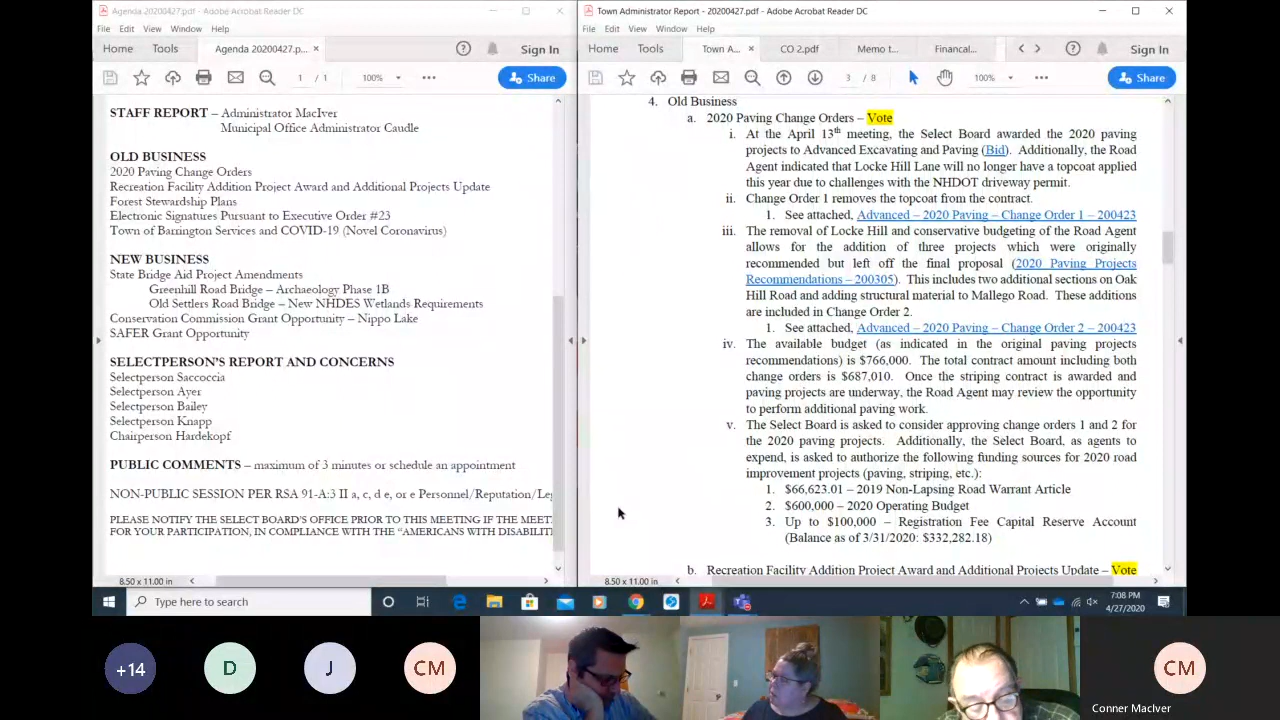 Agenda 20200427.pdf - Adobe Acrobat Reader DC
File Edit View Window Help
Home Tools Agenda 20200427.p... × Sign In
1 / 1 100% Share
STAFF REPORT – Administrator MacIver
Municipal Office Administrator Caudle
OLD BUSINESS
2020 Paving Change Orders
Recreation Facility Addition Project Award and Additional Projects Update
Forest Stewardship Plans
Electronic Signatures Pursuant to Executive Order #23
Town of Barrington Services and COVID-19 (Novel Coronavirus)
NEW BUSINESS
State Bridge Aid Project Amendments
Greenhill Road Bridge – Archaeology Phase 1B
Old Settlers Road Bridge – New NHDES Wetlands Requirements
Conservation Commission Grant Opportunity – Nippo Lake
SAFER Grant Opportunity
SELECTPERSON'S REPORT AND CONCERNS
Selectperson Saccoccia
Selectperson Ayer
Selectperson Bailey
Selectperson Knapp
Chairperson Hardekopf
PUBLIC COMMENTS – maximum of 3 minutes or schedule an appointment
NON-PUBLIC SESSION PER RSA 91-A:3 II a, c, d e, or e Personnel/Reputation/Leg
PLEASE NOTIFY THE SELECT BOARD'S OFFICE PRIOR TO THIS MEETING IF THE MEET
FOR YOUR PARTICIPATION, IN COMPLIANCE WITH THE "AMERICANS WITH DISABILIT
8.50 x 11.00 in
Town Administrator Report - 20200427.pdf - Adobe Acrobat Reader DC
File Edit View Window Help
Home Tools Town A... × CO 2.pdf Memo t... Financal... Sign In
3 / 8 100% Share
4. Old Business
a. 2020 Paving Change Orders – Vote
i. At the April 13th meeting, the Select Board awarded the 2020 paving
projects to Advanced Excavating and Paving (Bid). Additionally, the Road
Agent indicated that Locke Hill Lane will no longer have a topcoat applied
this year due to challenges with the NHDOT driveway permit.
ii. Change Order 1 removes the topcoat from the contract.
1. See attached, Advanced – 2020 Paving – Change Order 1 – 200423
iii. The removal of Locke Hill and conservative budgeting of the Road Agent
allows for the addition of three projects which were originally
recommended but left off the final proposal (2020 Paving Projects
Recommendations – 200305). This includes two additional sections on Oak
Hill Road and adding structural material to Mallego Road. These additions
are included in Change Order 2.
1. See attached, Advanced – 2020 Paving – Change Order 2 – 200423
iv. The available budget (as indicated in the original paving projects
recommendations) is $766,000. The total contract amount including both
change orders is $687,010. Once the striping contract is awarded and
paving projects are underway, the Road Agent may review the opportunity
to perform additional paving work.
v. The Select Board is asked to consider approving change orders 1 and 2 for
the 2020 paving projects. Additionally, the Select Board, as agents to
expend, is asked to authorize the following funding sources for 2020 road
improvement projects (paving, striping, etc.):
1. $66,623.01 – 2019 Non-Lapsing Road Warrant Article
2. $600,000 – 2020 Operating Budget
3. Up to $100,000 – Registration Fee Capital Reserve Account
(Balance as of 3/31/2020: $332,282.18)
b. Recreation Facility Addition Project Award and Additional Projects Update – Vote
8.50 x 11.00 in
Type here to search
7:08 PM
4/27/2020
+14 D J CM CM
Conner MacIver